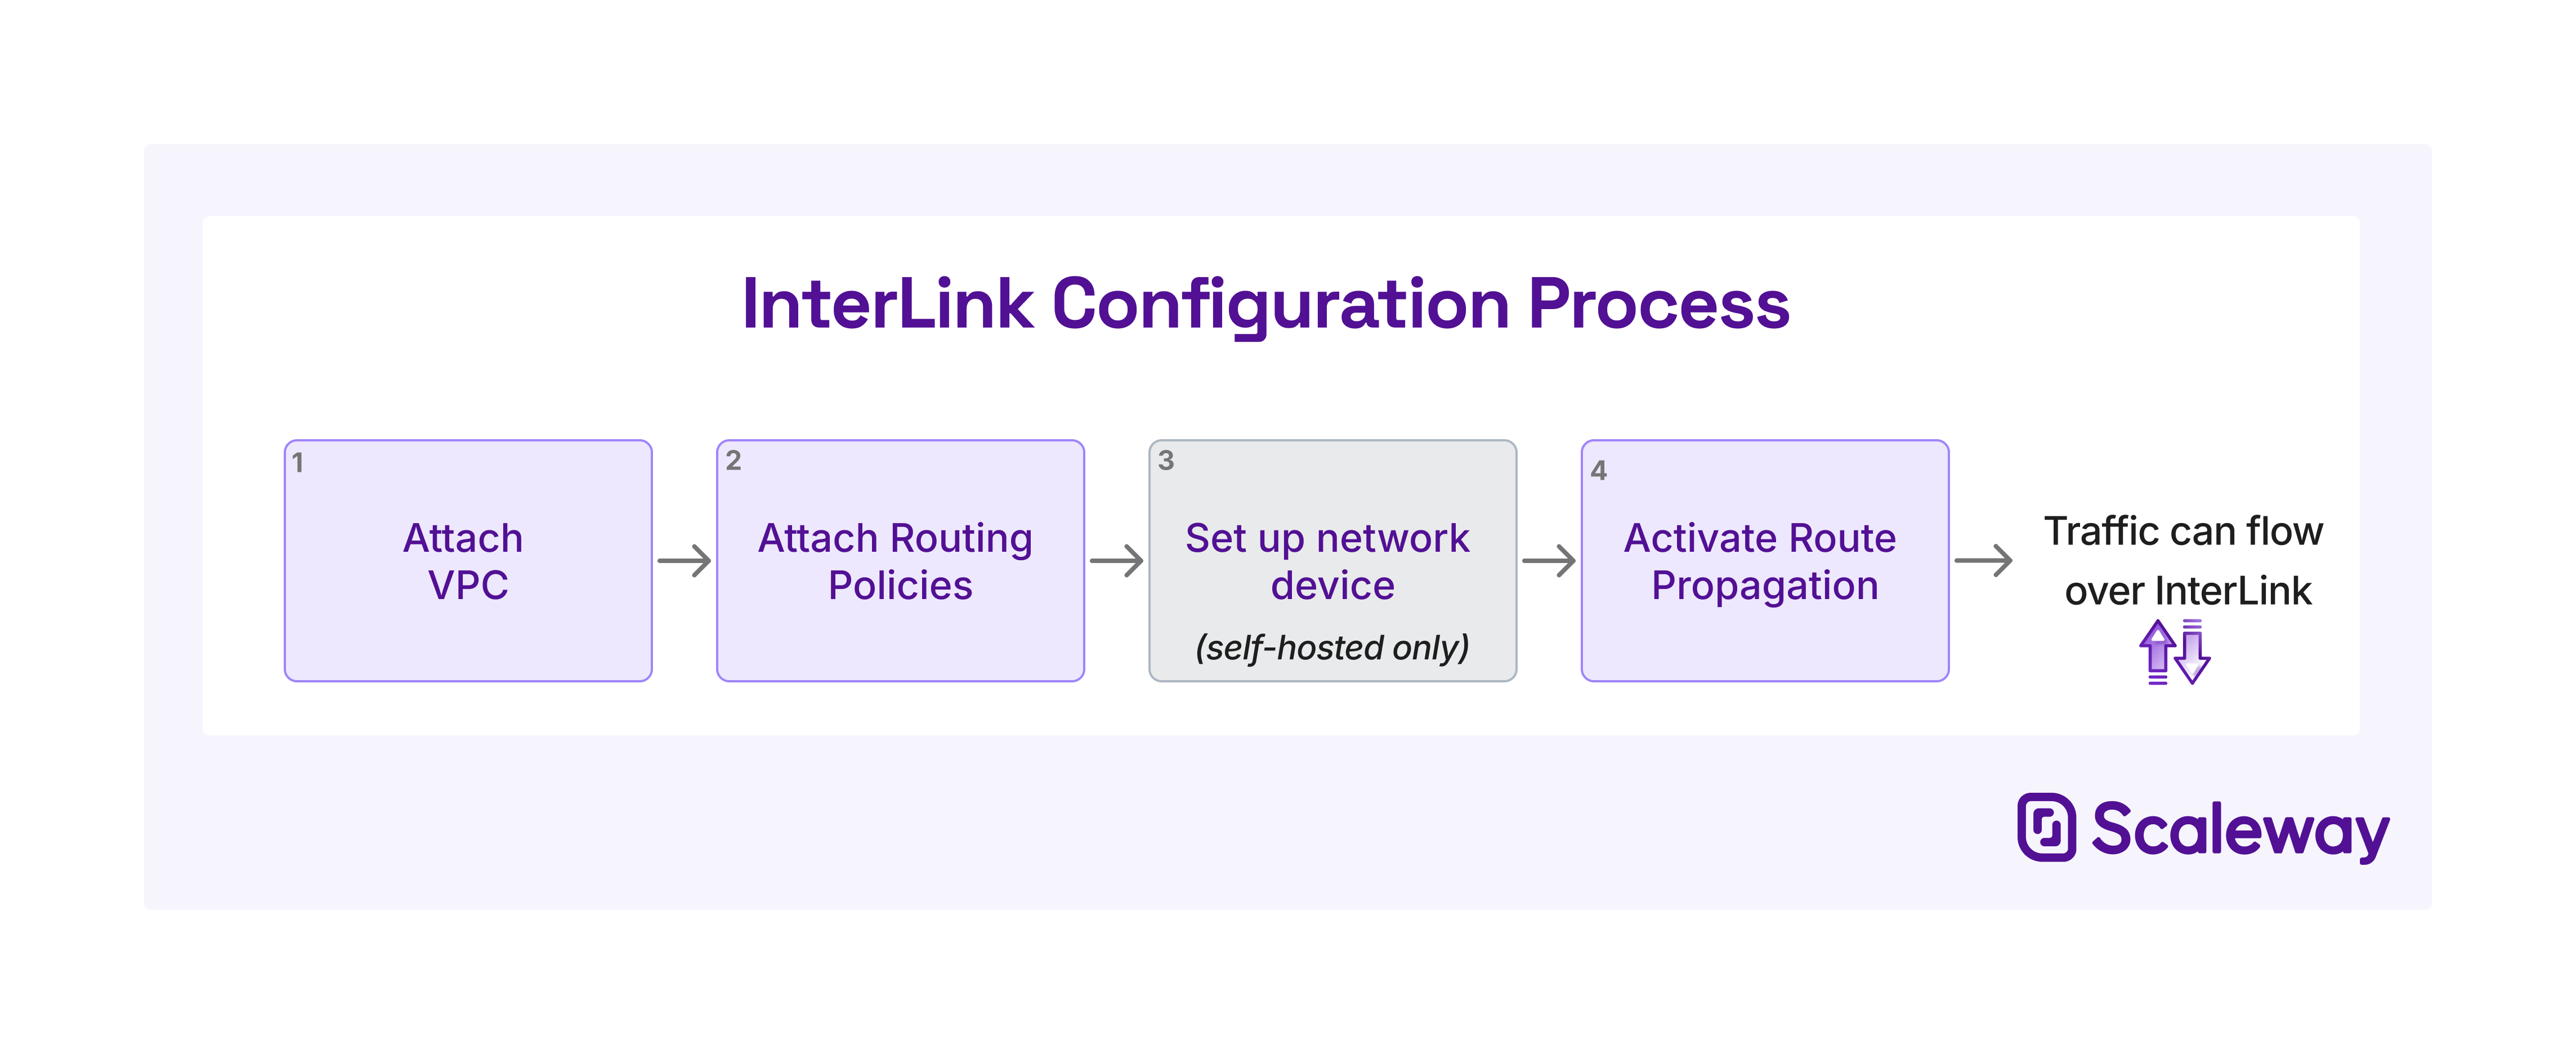 InterLink Configuration Process
1
Attach
VPC
2
Attach Routing
Policies
3
Set up network
device
(self-hosted only)
4
Activate Route
Propagation
Traffic can flow
over InterLink
Scaleway